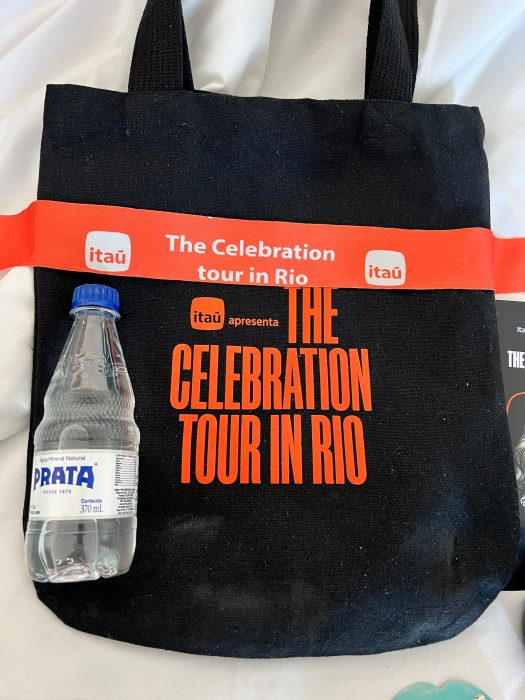 itaú
The Celebration
tour in Rio
itaú
itaú apresenta
THE
CELEBRATION
TOUR IN RIO
Água Mineral Natural
PRATA
DESDE 1876
Conteúdo
370 mL
THE